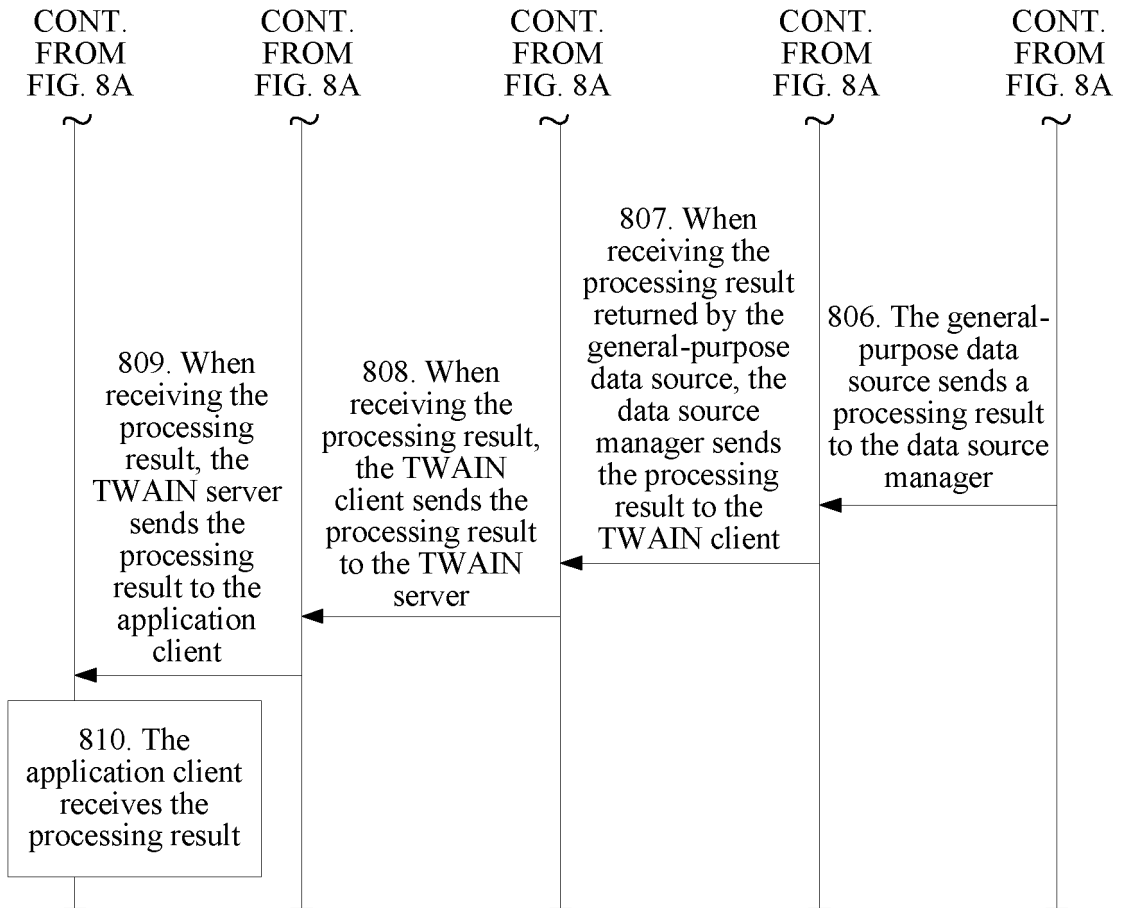 CONT.
FROM
FIG. 8A
CONT.
FROM
FIG. 8A
CONT.
FROM
FIG. 8A
CONT.
FROM
FIG. 8A
CONT.
FROM
FIG. 8A
806. The general-
purpose data
source sends a
processing result
to the data source
manager
807. When
receiving the
processing result
returned by the
general-purpose
data source, the
data source
manager sends
the processing
result to the
TWAIN client
808. When
receiving the
processing result,
the TWAIN
client sends the
processing result
to the TWAIN
server
809. When
receiving the
processing
result, the
TWAIN server
sends the
processing
result to the
application
client
810. The
application client
receives the
processing result